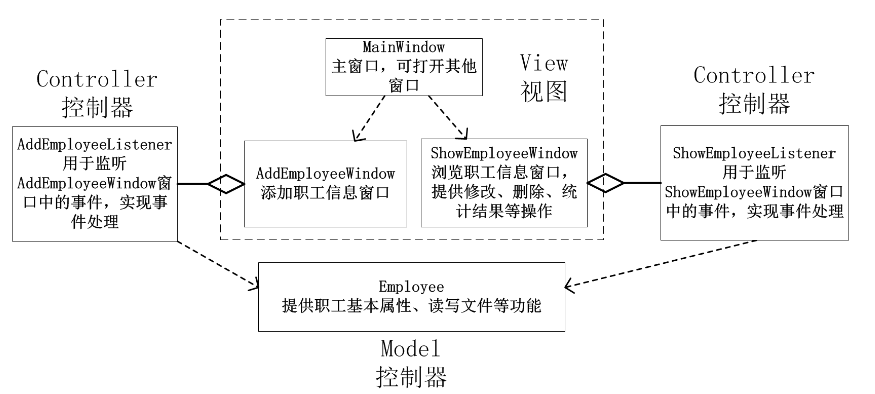 MainWindow
主窗口，可打开其他
窗口
View
视图
Controller
控制器
Controller
控制器
AddEmployeeListener
用于监听
AddEmployeeWindow窗
口中的事件，实现事
件处理
AddEmployeeWindow
添加职工信息窗口
ShowEmployeeWindow
浏览职工信息窗口，
提供修改、删除、统
计结果等操作
ShowEmployeeListener
用于监听
ShowEmployeeWindow窗口
中的事件，实现事件处理
Employee
提供职工基本属性、读写文件等功能
Model
控制器